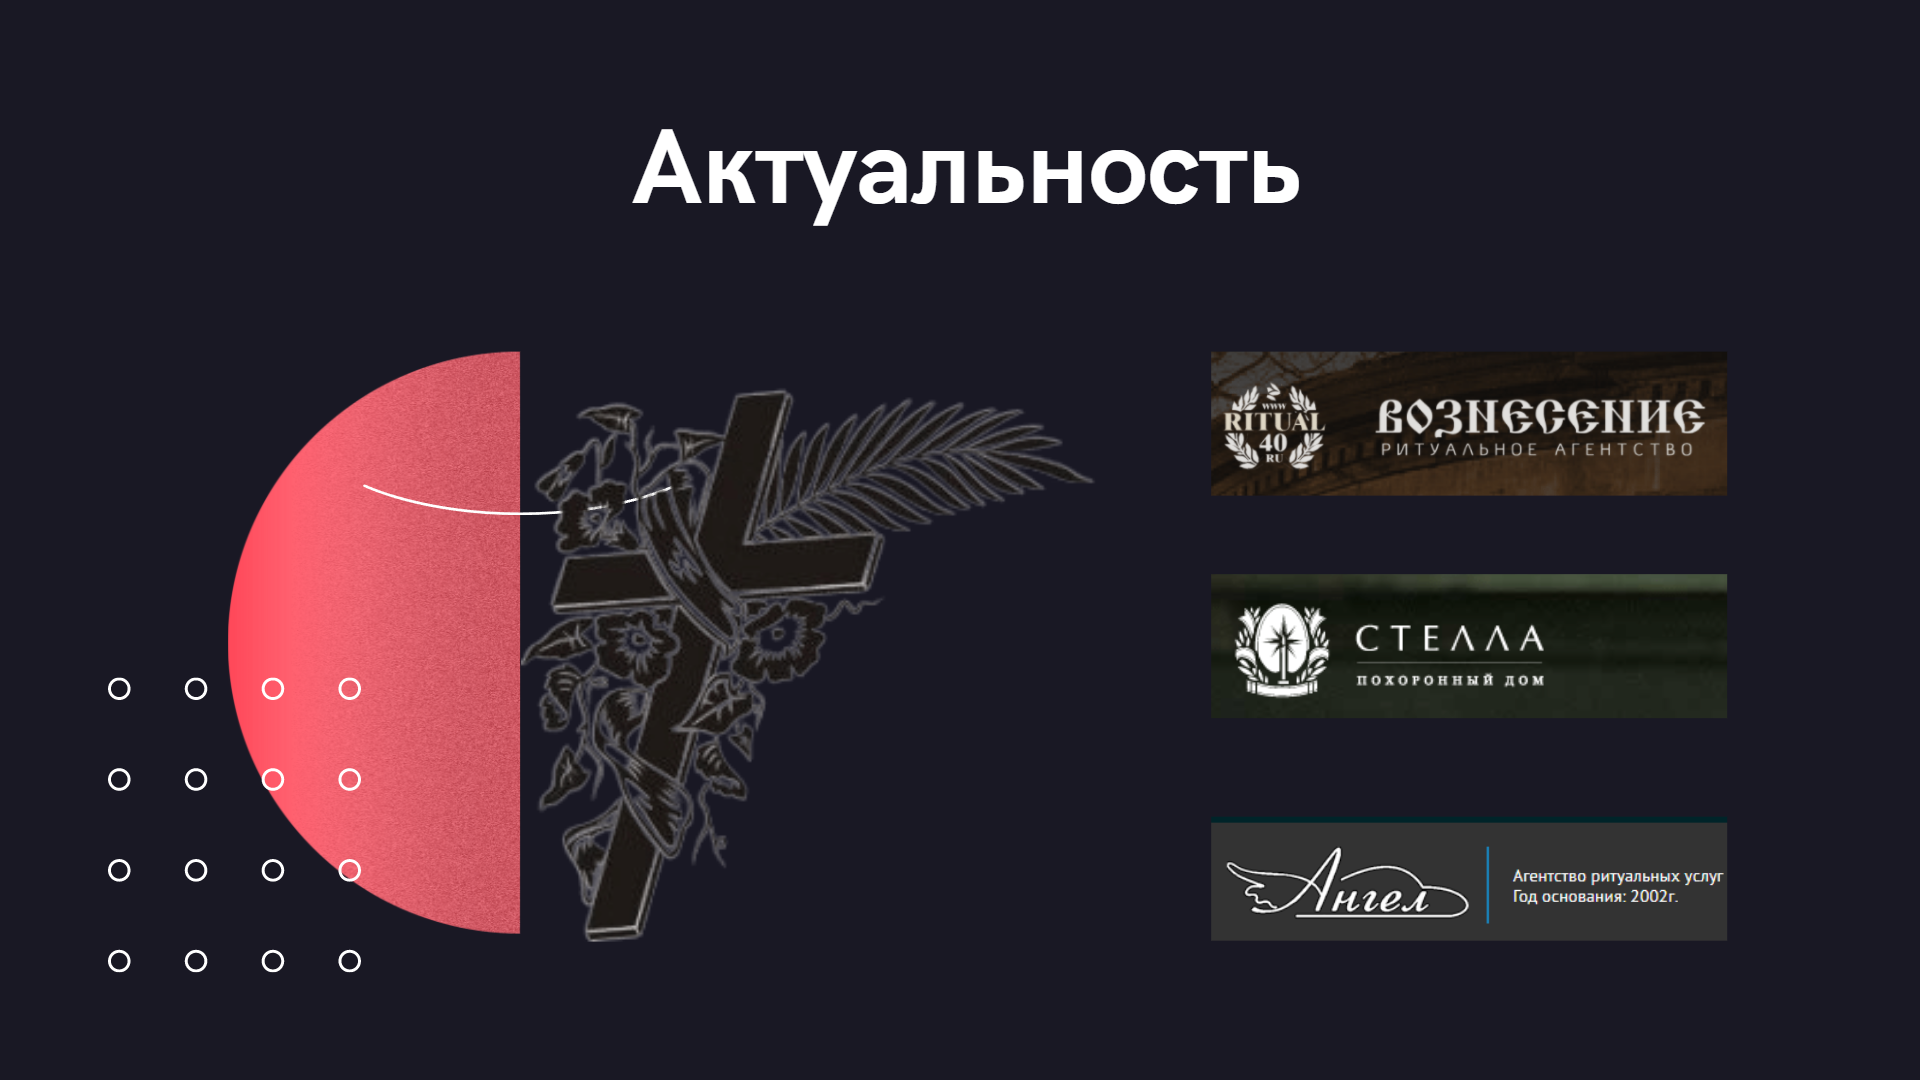 Актуальность
WWW
RITUAL
40
RU
ВОЗНЕСЕНИЕ
РИТУАЛЬНОЕ АГЕНТСТВО
СТЕЛЛА
ПОХОРОННЫЙ ДОМ
Ангел
Агентство ритуальных услуг
Год основания: 2002г.